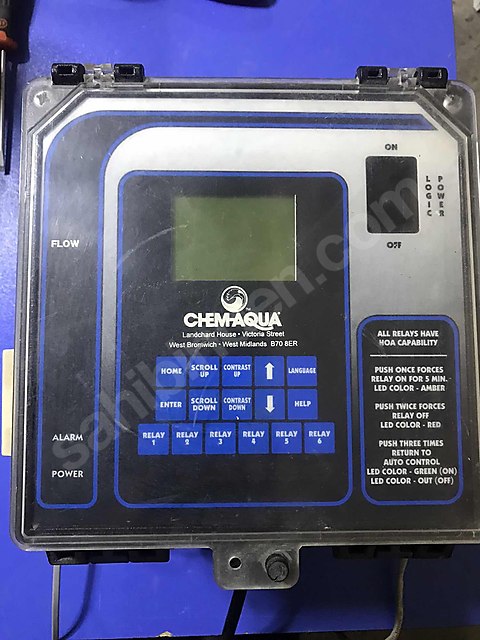 ON
LOGIC POWER
OFF
FLOW
CHEM-AQUA
Landchard House • Victoria Street
West Bromwich • West Midlands B70 8ER
HOME SCROLL UP CONTRAST UP LANGUAGE
ENTER SCROLL DOWN CONTRAST DOWN HELP
RELAY 1 RELAY 2 RELAY 3 RELAY 4 RELAY 5 RELAY 6
ALL RELAYS HAVE
HOA CAPABILITY
PUSH ONCE FORCES
RELAY ON FOR 5 MIN.
LED COLOR - AMBER
PUSH TWICE FORCES
RELAY OFF
LED COLOR - RED
PUSH THREE TIMES
RETURN TO
AUTO CONTROL
LED COLOR - GREEN (ON)
LED COLOR - OUT (OFF)
ALARM
POWER
sahibinden.com